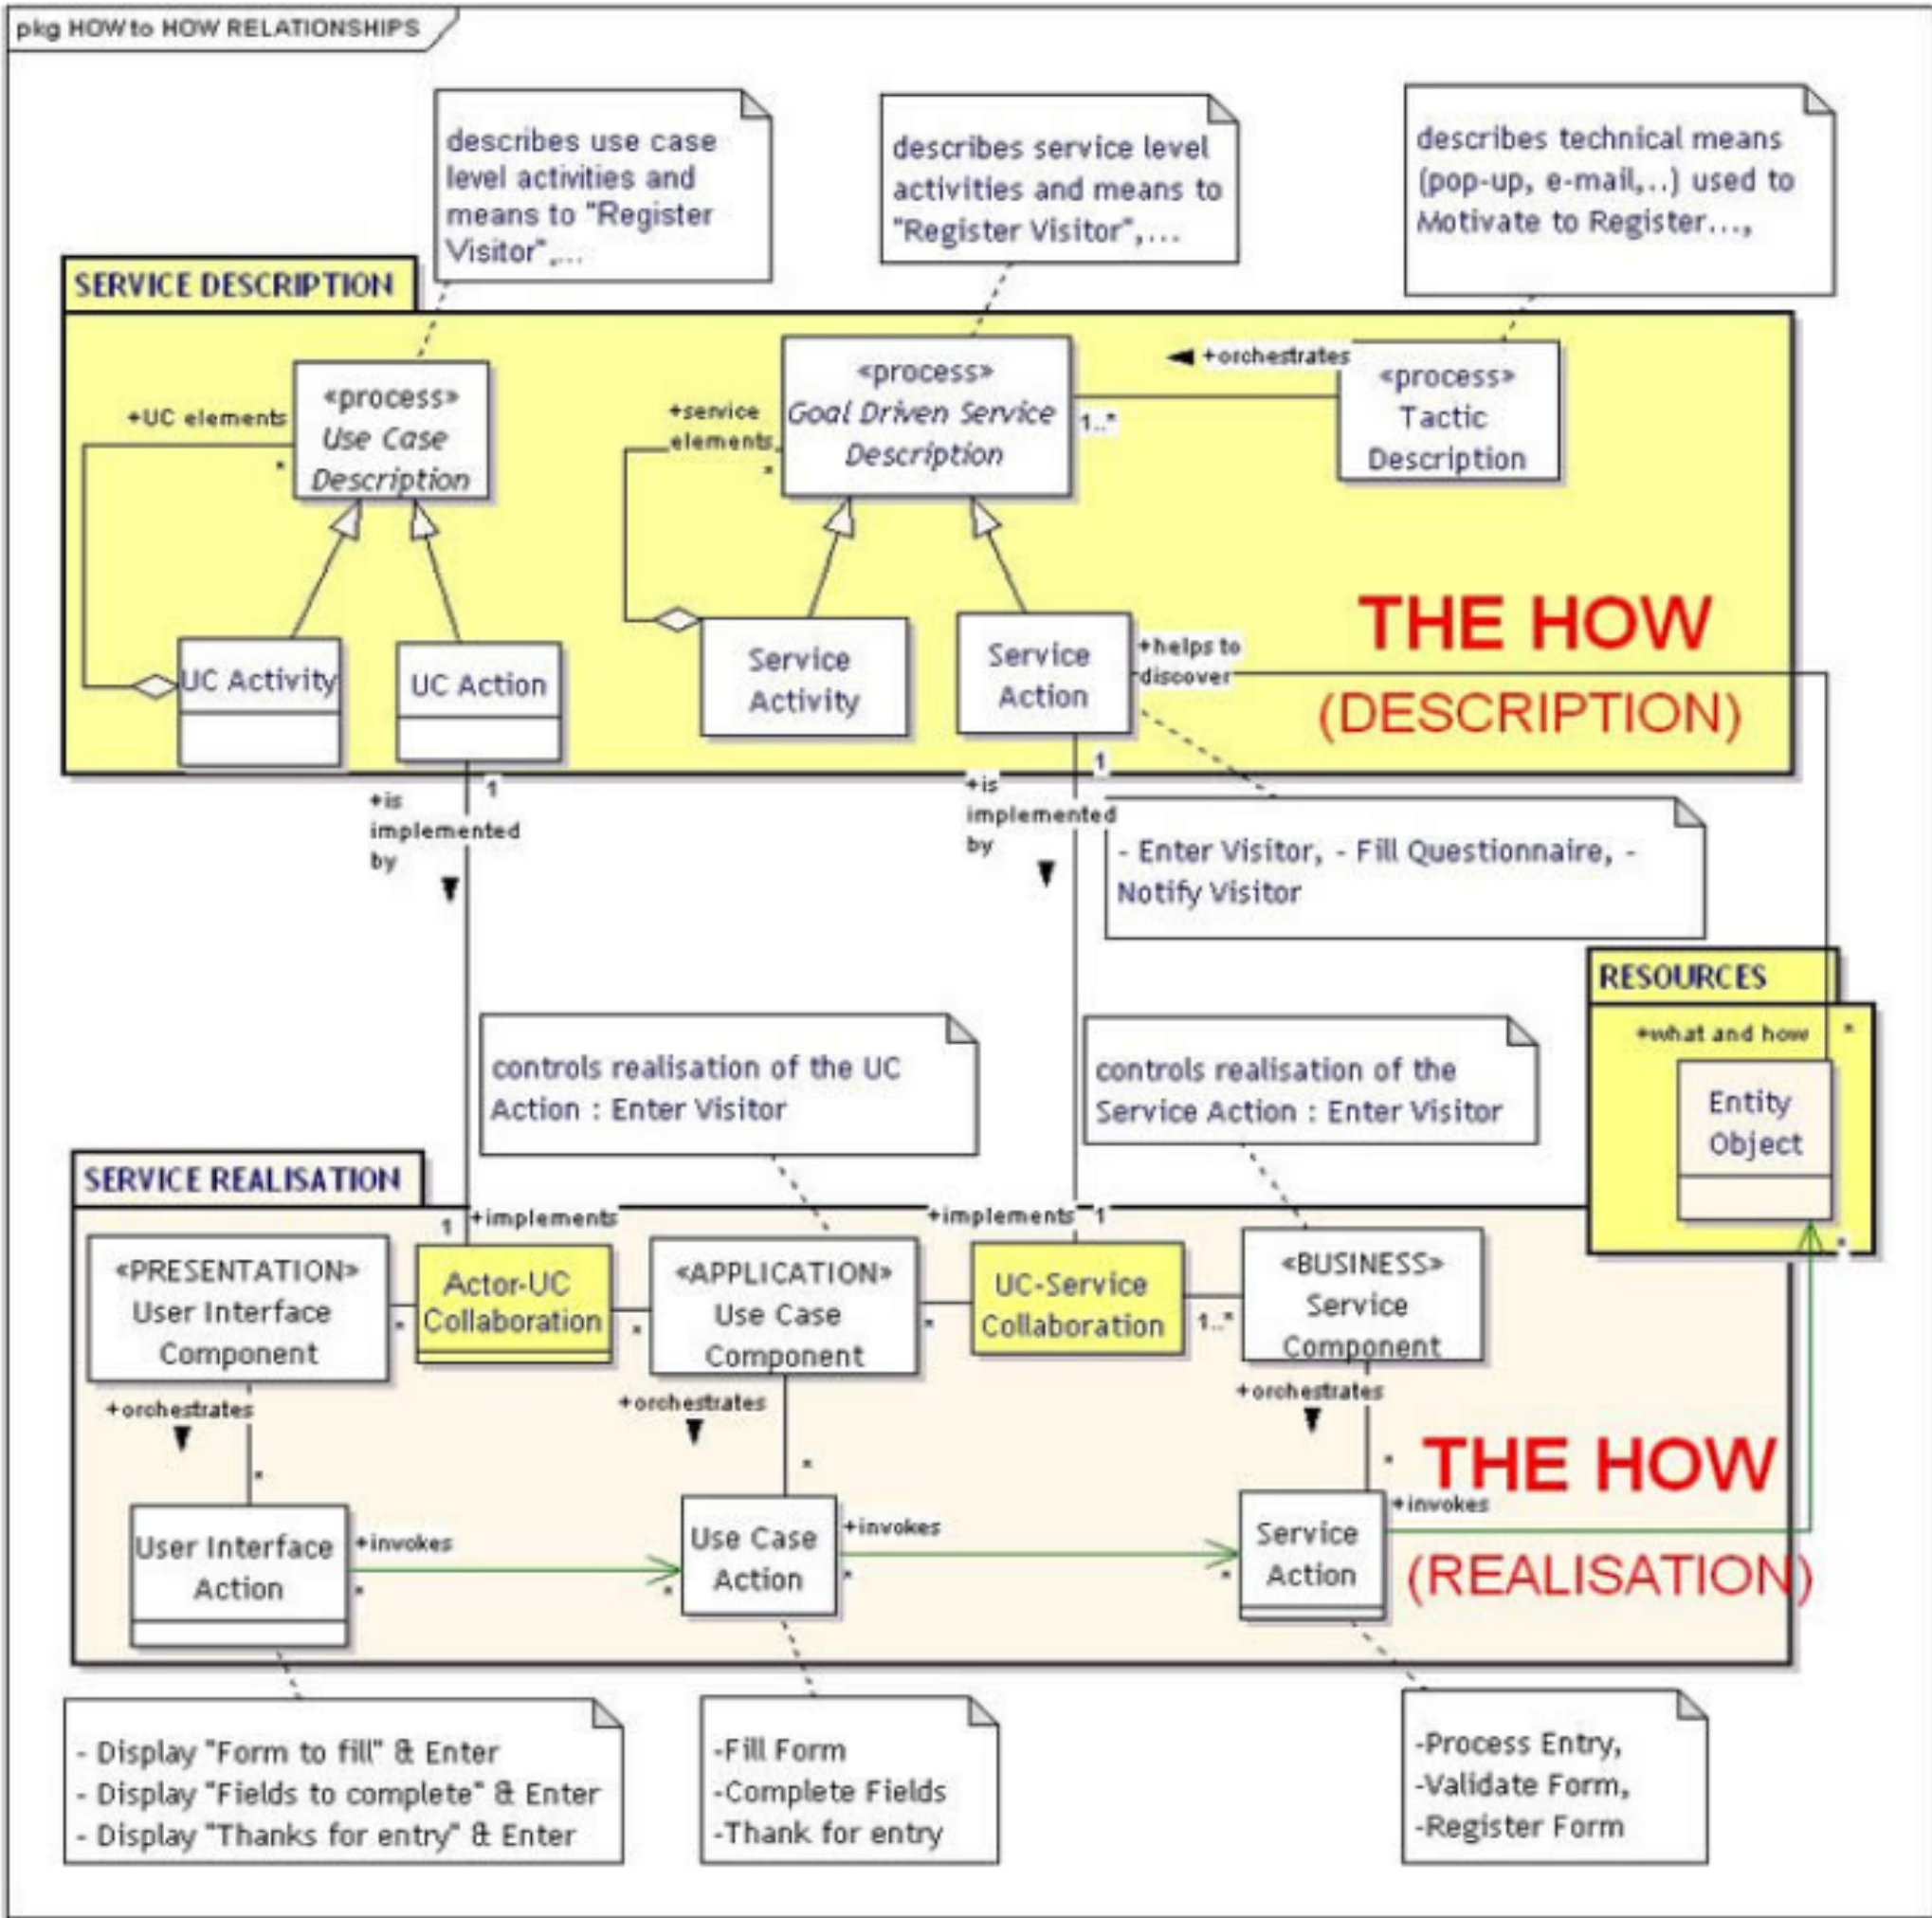 pkg HOW to HOW RELATIONSHIPS
describes use case
level activities and
means to "Register
Visitor",...
describes service level
activities and means to
"Register Visitor",...
describes technical means
(pop-up, e-mail,..) used to
Motivate to Register...,
SERVICE DESCRIPTION
+UC elements
*
«process»
Use Case
Description
+service
elements
*
«process»
Goal Driven Service
Description
1..*
+orchestrates
«process»
Tactic
Description
UC Activity
UC Action
Service
Activity
Service
Action
+helps to
discover
THE HOW
(DESCRIPTION)
1
+is
implemented
by
1
+is
implemented
by
- Enter Visitor, - Fill Questionnaire, -
Notify Visitor
RESOURCES
+what and how
*
Entity
Object
*
controls realisation of the UC
Action : Enter Visitor
controls realisation of the
Service Action : Enter Visitor
SERVICE REALISATION
1
+implements
+implements
1
«PRESENTATION»
User Interface
Component
*
Actor-UC
Collaboration
*
«APPLICATION»
Use Case
Component
*
UC-Service
Collaboration
1..*
«BUSINESS»
Service
Component
+orchestrates
*
+orchestrates
*
+orchestrates
*
THE HOW
(REALISATION)
User Interface
Action
+invokes
*
*
Use Case
Action
+invokes
*
*
Service
Action
+invokes
- Display "Form to fill" & Enter
- Display "Fields to complete" & Enter
- Display "Thanks for entry" & Enter
-Fill Form
-Complete Fields
-Thank for entry
-Process Entry,
-Validate Form,
-Register Form